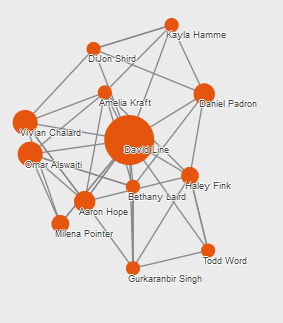 Kayla Hamme
DiJon Shird
Amelia Kraft
Daniel Padron
Vivian Chalard
David Line
Omar Alswaiti
Haley Fink
Bethany Laird
Aaron Hope
Milena Pointer
Todd Word
Gurkaranbir Singh